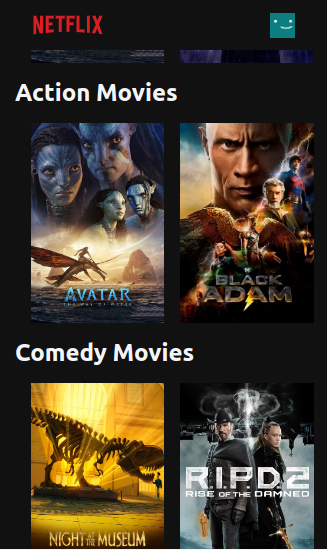 NETFLIX
Action Movies
AVATAR
THE WAY OF WATER
BLACK
ADAM
Comedy Movies
NIGHT AT THE MUSEUM
R.I.P.D.2
RISE OF THE DAMNED